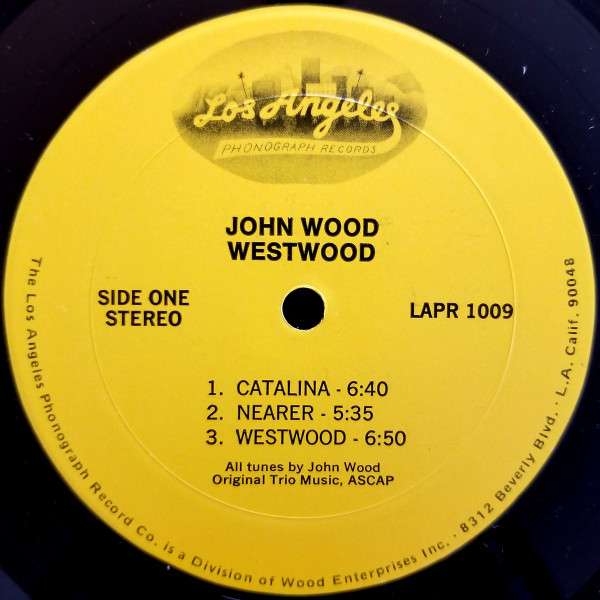 Los Angeles
PHONOGRAPH RECORDS
JOHN WOOD
WESTWOOD
SIDE ONE
STEREO
LAPR 1009
1. CATALINA - 6:40
2. NEARER - 5:35
3. WESTWOOD - 6:50
All tunes by John Wood
Original Trio Music, ASCAP
The Los Angeles Phonograph Record Co. is a Division of Wood Enterprises Inc. · 8312 Beverly Blvd. · L.A. Calif. 90048